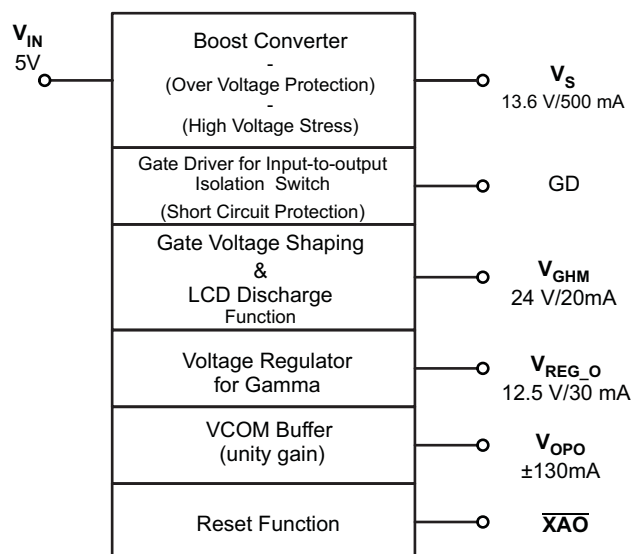 V_IN
5V
Boost Converter
-
(Over Voltage Protection)
-
(High Voltage Stress)
V_S
13.6 V/500 mA
Gate Driver for Input-to-output
Isolation Switch
(Short Circuit Protection)
GD
Gate Voltage Shaping
&
LCD Discharge
Function
V_GHM
24 V/20mA
Voltage Regulator
for Gamma
V_REG_O
12.5 V/30 mA
VCOM Buffer
(unity gain)
V_OPO
±130mA
Reset Function
X̅A̅O̅